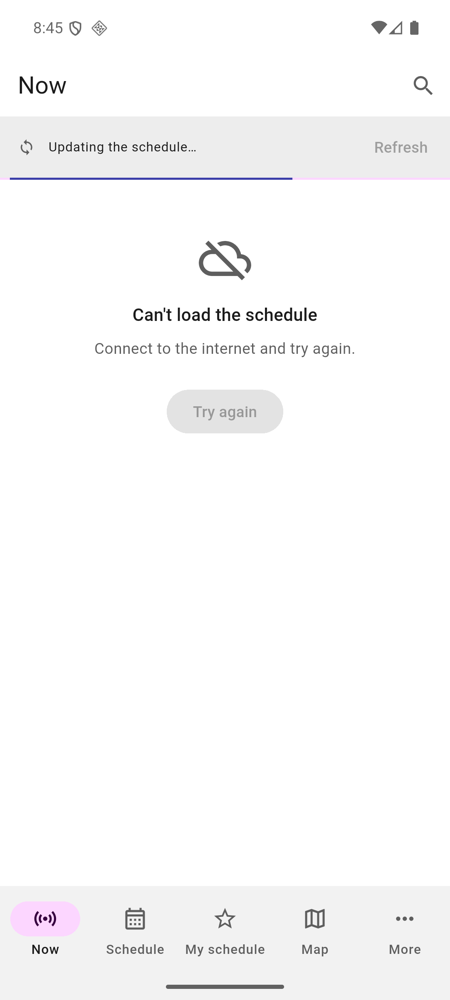 8:45
Now
Updating the schedule…
Refresh
Can't load the schedule
Connect to the internet and try again.
Try again
Now
Schedule
My schedule
Map
More